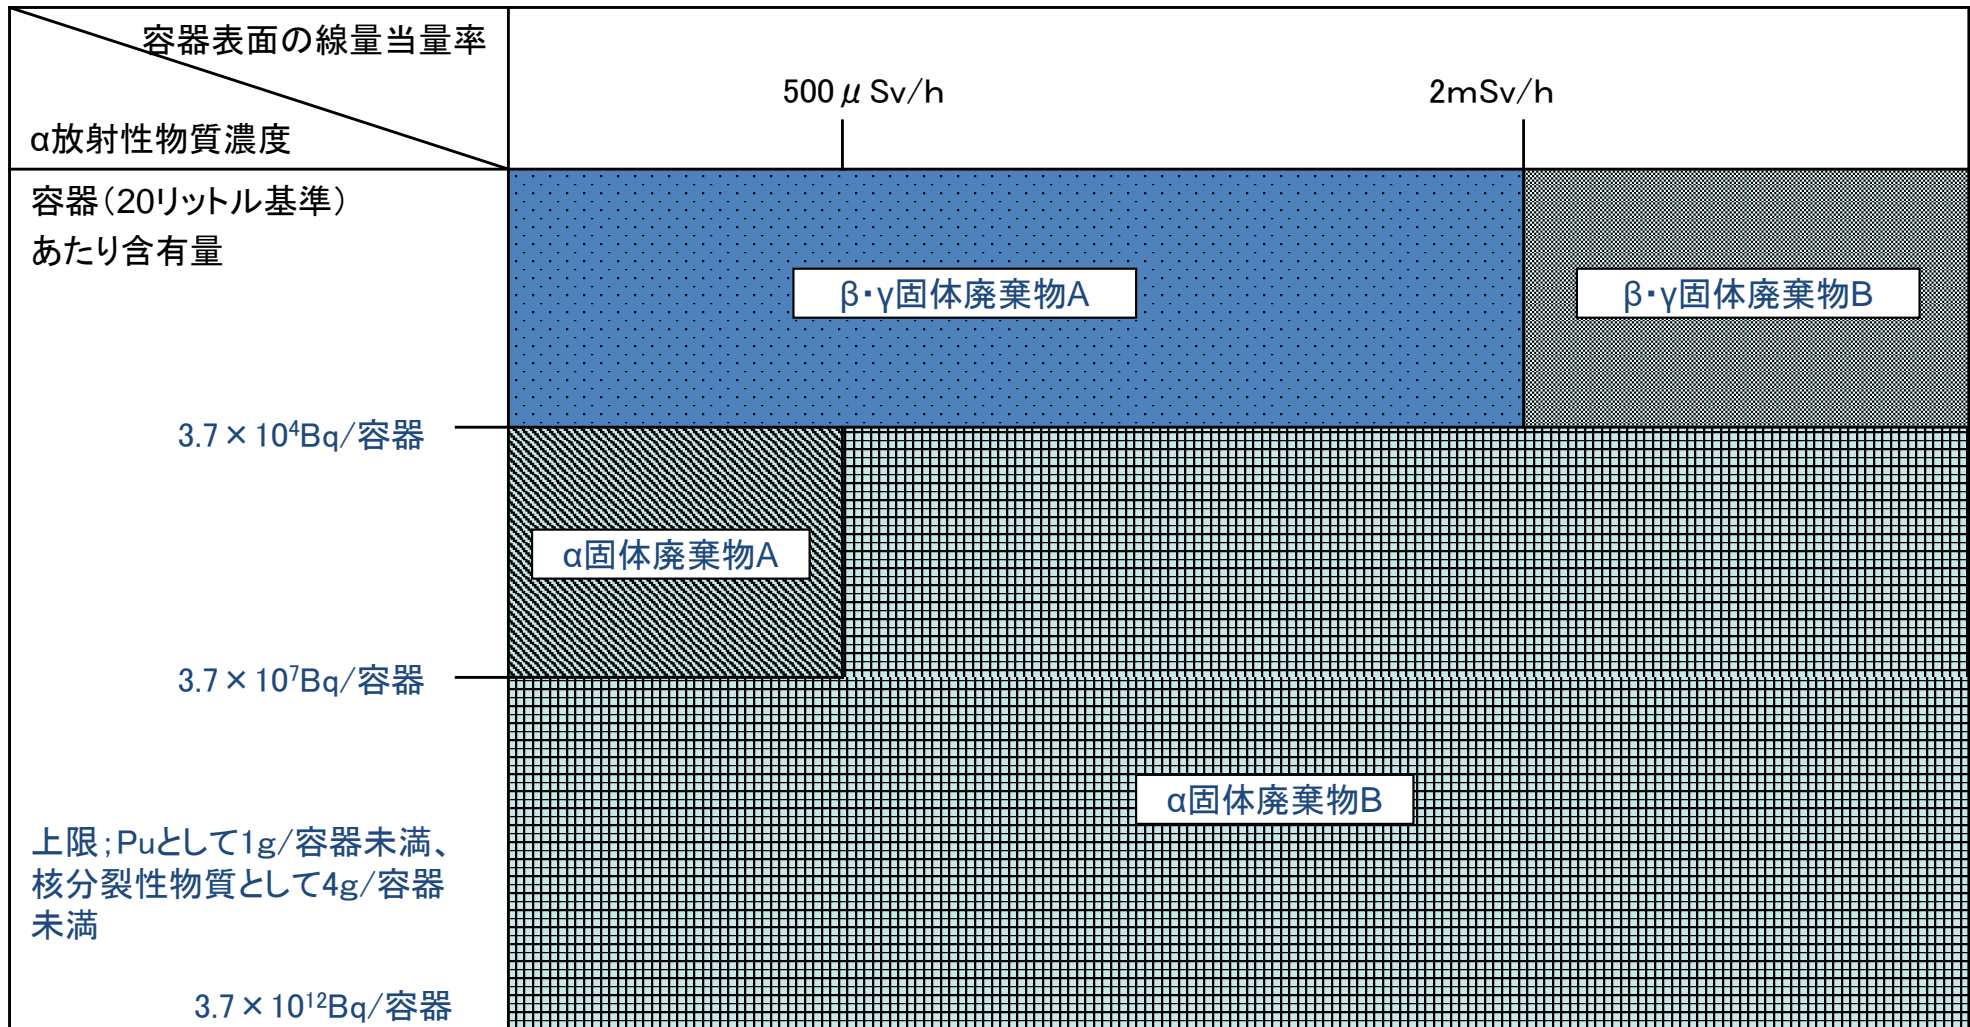 容器表面の線量当量率
α放射性物質濃度
500μSv/h
2mSv/h
容器(20リットル基準)
あたり含有量
β・γ固体廃棄物A
β・γ固体廃棄物B
3.7×10⁴Bq/容器
α固体廃棄物A
3.7×10⁷Bq/容器
α固体廃棄物B
上限;Puとして1g/容器未満、
核分裂性物質として4g/容器
未満
3.7×10¹²Bq/容器